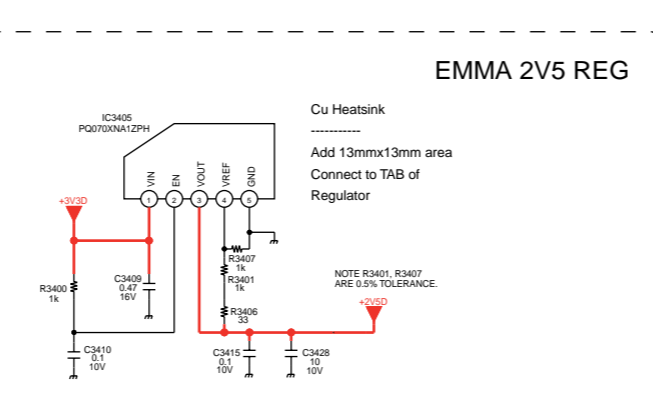 EMMA 2V5 REG
IC3405
PQ070XNA1ZPH
Cu Heatsink
-----------
Add 13mmx13mm area
Connect to TAB of
Regulator
VIN
EN
VOUT
VREF
GND
1
2
3
4
5
+3V3D
R3407
1k
R3401
1k
R3400
1k
C3409
0.47
16V
NOTE R3401, R3407
ARE 0.5% TOLERANCE.
+2V5D
R3406
33
C3410
0.1
10V
C3415
0.1
10V
C3428
10
10V